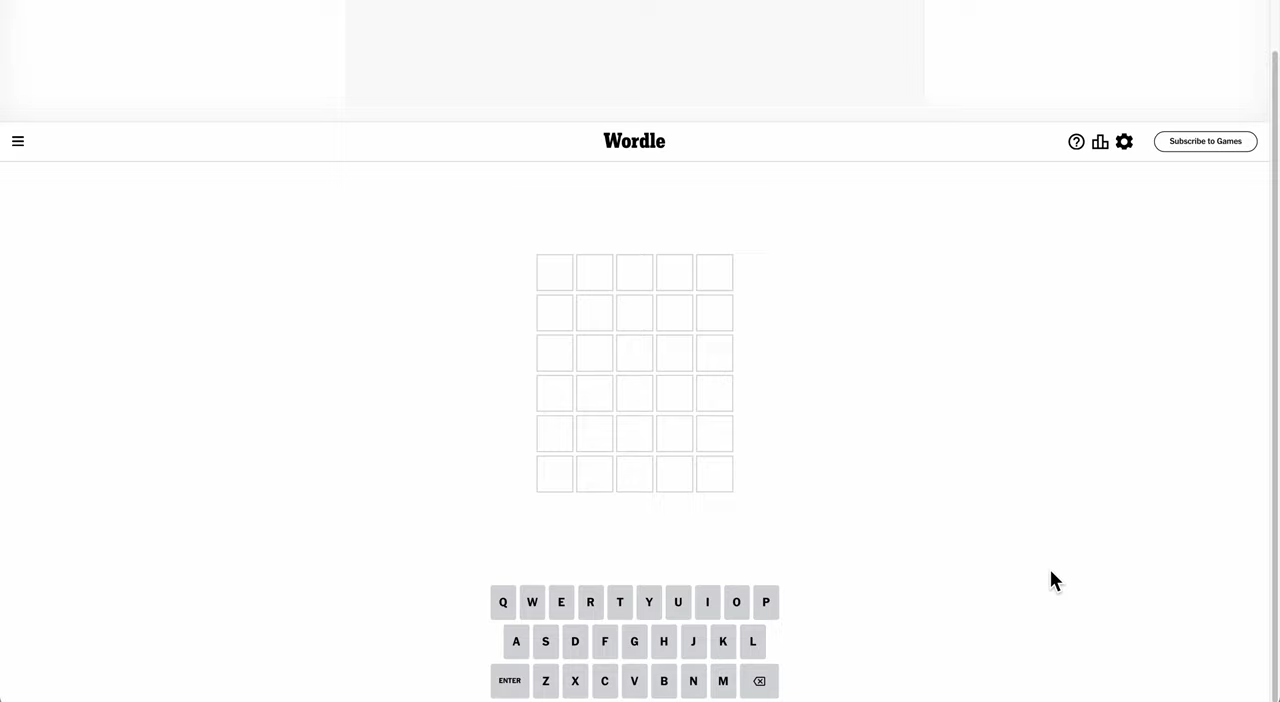 Wordle
Subscribe to Games
Q W E R T Y U I O P
A S D F G H J K L
ENTER Z X C V B N M